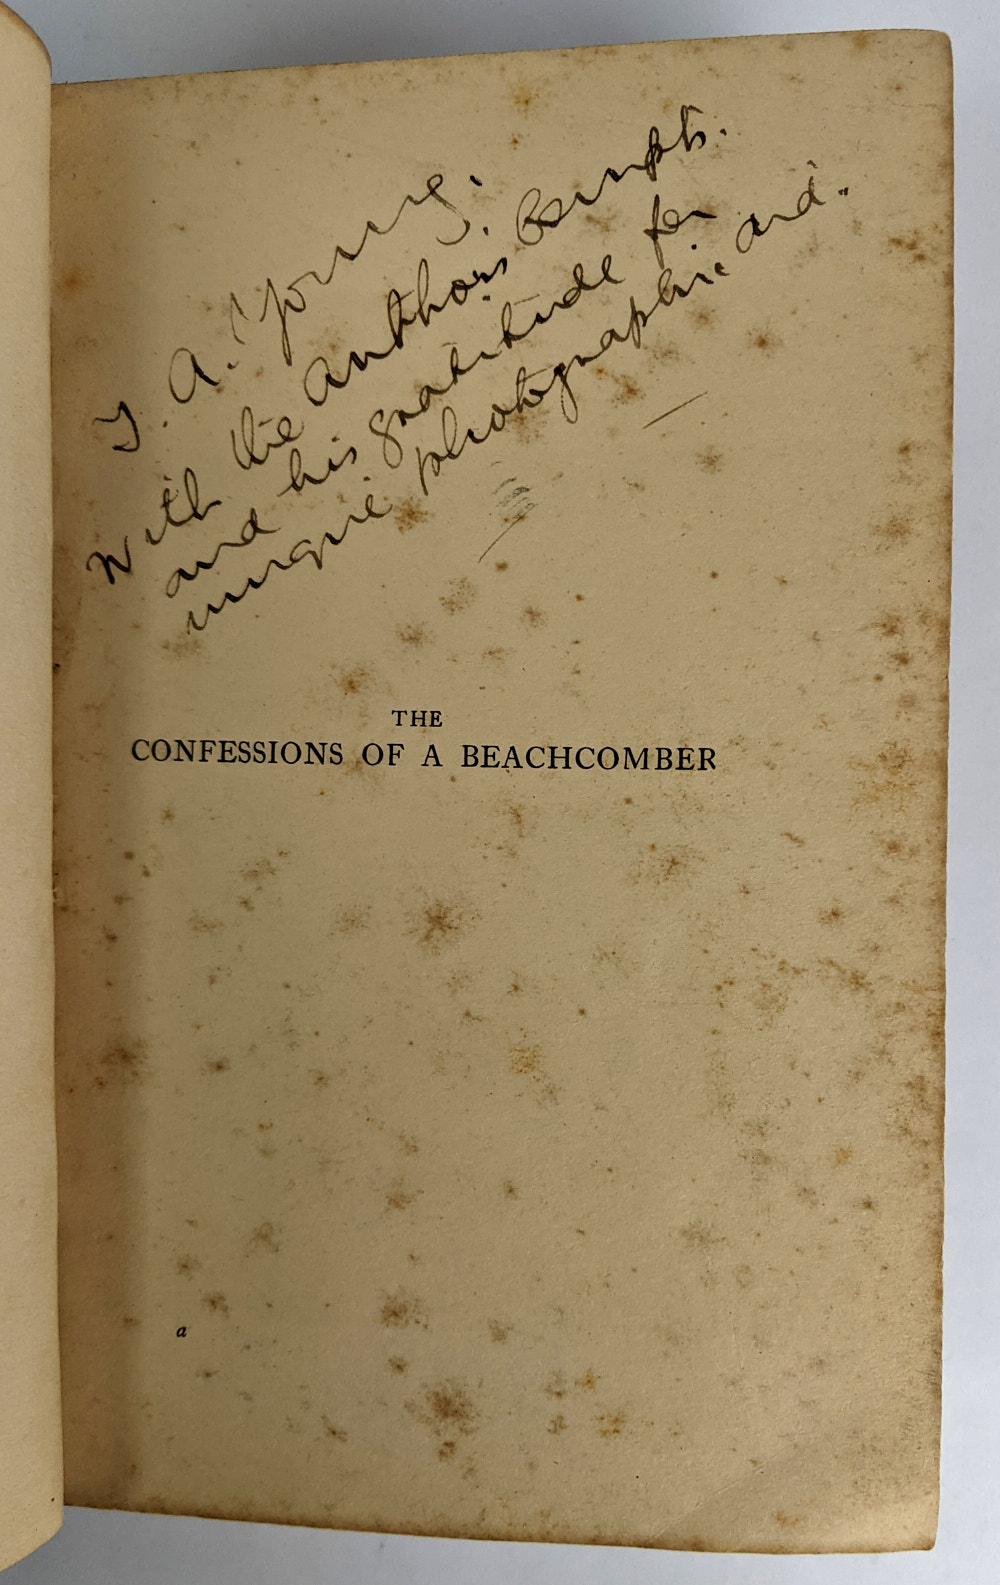 A. Young.
with the Author's Compts.
and his gratitude for
unique photographic aid.
THE
CONFESSIONS OF A BEACHCOMBER
a